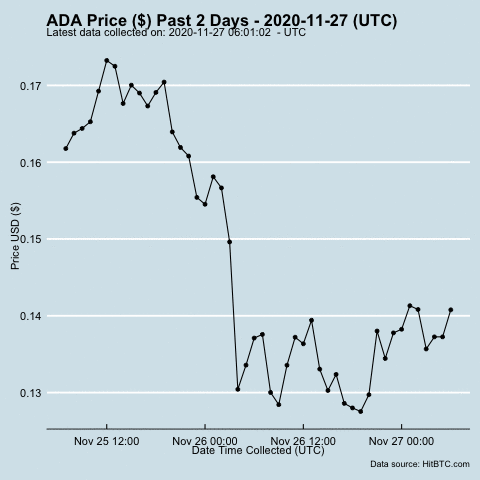 ADA Price ($) Past 2 Days - 2020-11-27 (UTC)
Latest data collected on: 2020-11-27 06:01:02 - UTC
0.17
0.16
0.15
0.14
0.13
Price USD ($)
Nov 25 12:00
Nov 26 00:00
Nov 26 12:00
Nov 27 00:00
Date Time Collected (UTC)
Data source: HitBTC.com